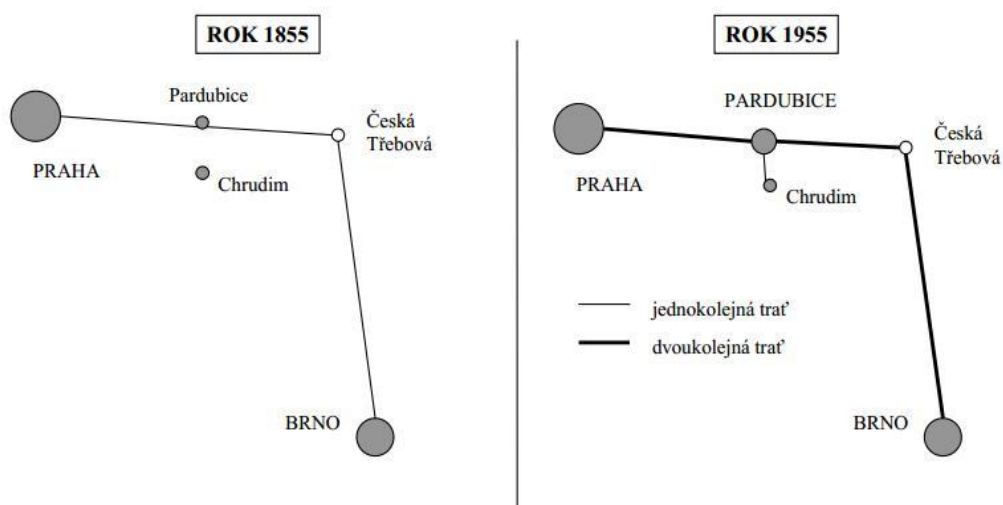 ROK 1855
Pardubice
Česká
Třebová
PRAHA
Chrudim
BRNO
ROK 1955
PARDUBICE
Česká
Třebová
PRAHA
Chrudim
jednokolejná trať
dvoukolejná trať
BRNO